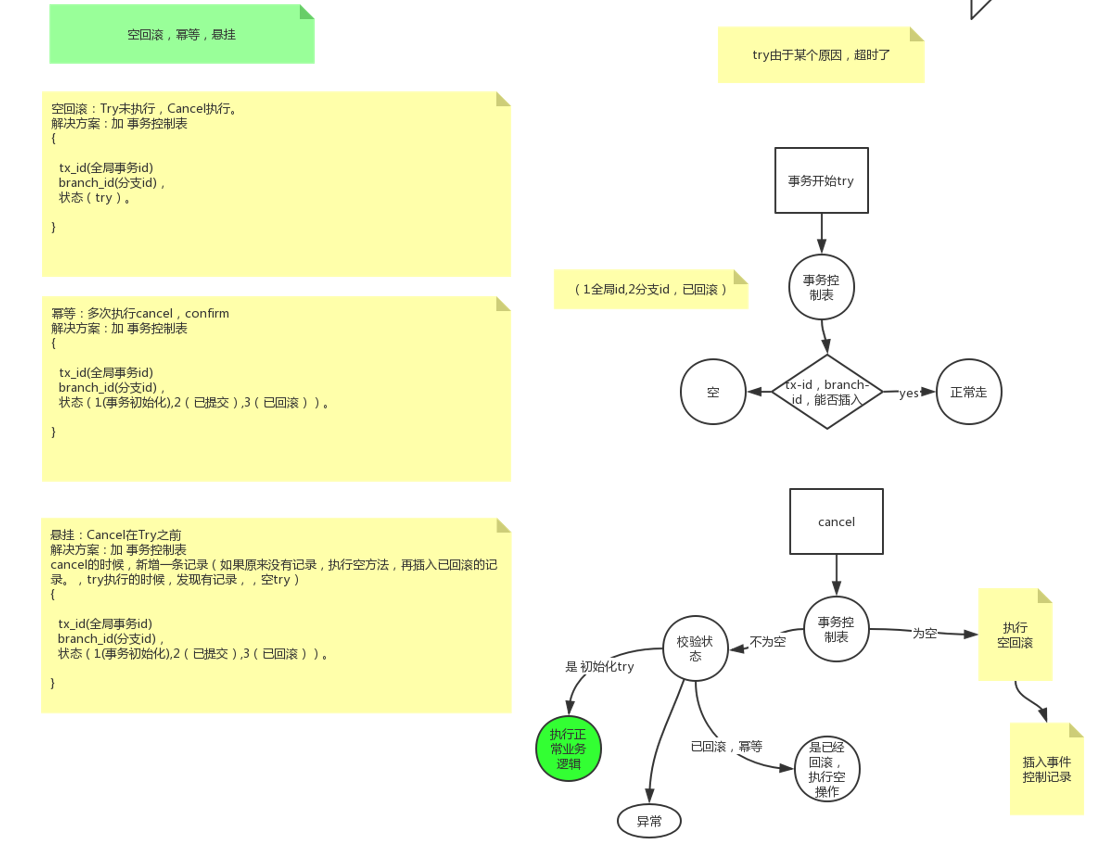 空回滚，幂等，悬挂
try由于某个原因，超时了
空回滚：Try未执行，Cancel执行。
解决方案：加 事务控制表
{
tx_id(全局事务id)
branch_id(分支id)，
状态（try）。
}
幂等：多次执行cancel，confirm
解决方案：加 事务控制表
{
tx_id(全局事务id)
branch_id(分支id)，
状态（1(事务初始化),2（已提交）,3（已回滚））。
}
悬挂：Cancel在Try之前
解决方案：加 事务控制表
cancel的时候，新增一条记录（如果原来没有记录，执行空方法，再插入已回滚的记
录。，try执行的时候，发现有记录，，空try）
{
tx_id(全局事务id)
branch_id(分支id)，
状态（1(事务初始化),2（已提交）,3（已回滚））。
}
事务开始try
（1全局id,2分支id，已回滚）
事务控
制表
空
tx-id，branch-
id，能否插入
yes
正常走
cancel
事务控
制表
不为空
为空
校验状
态
执行
空回滚
是 初始化try
执行正
常业务
逻辑
已回滚，幂等
是已经
回滚，
执行空
操作
插入事件
控制记录
异常